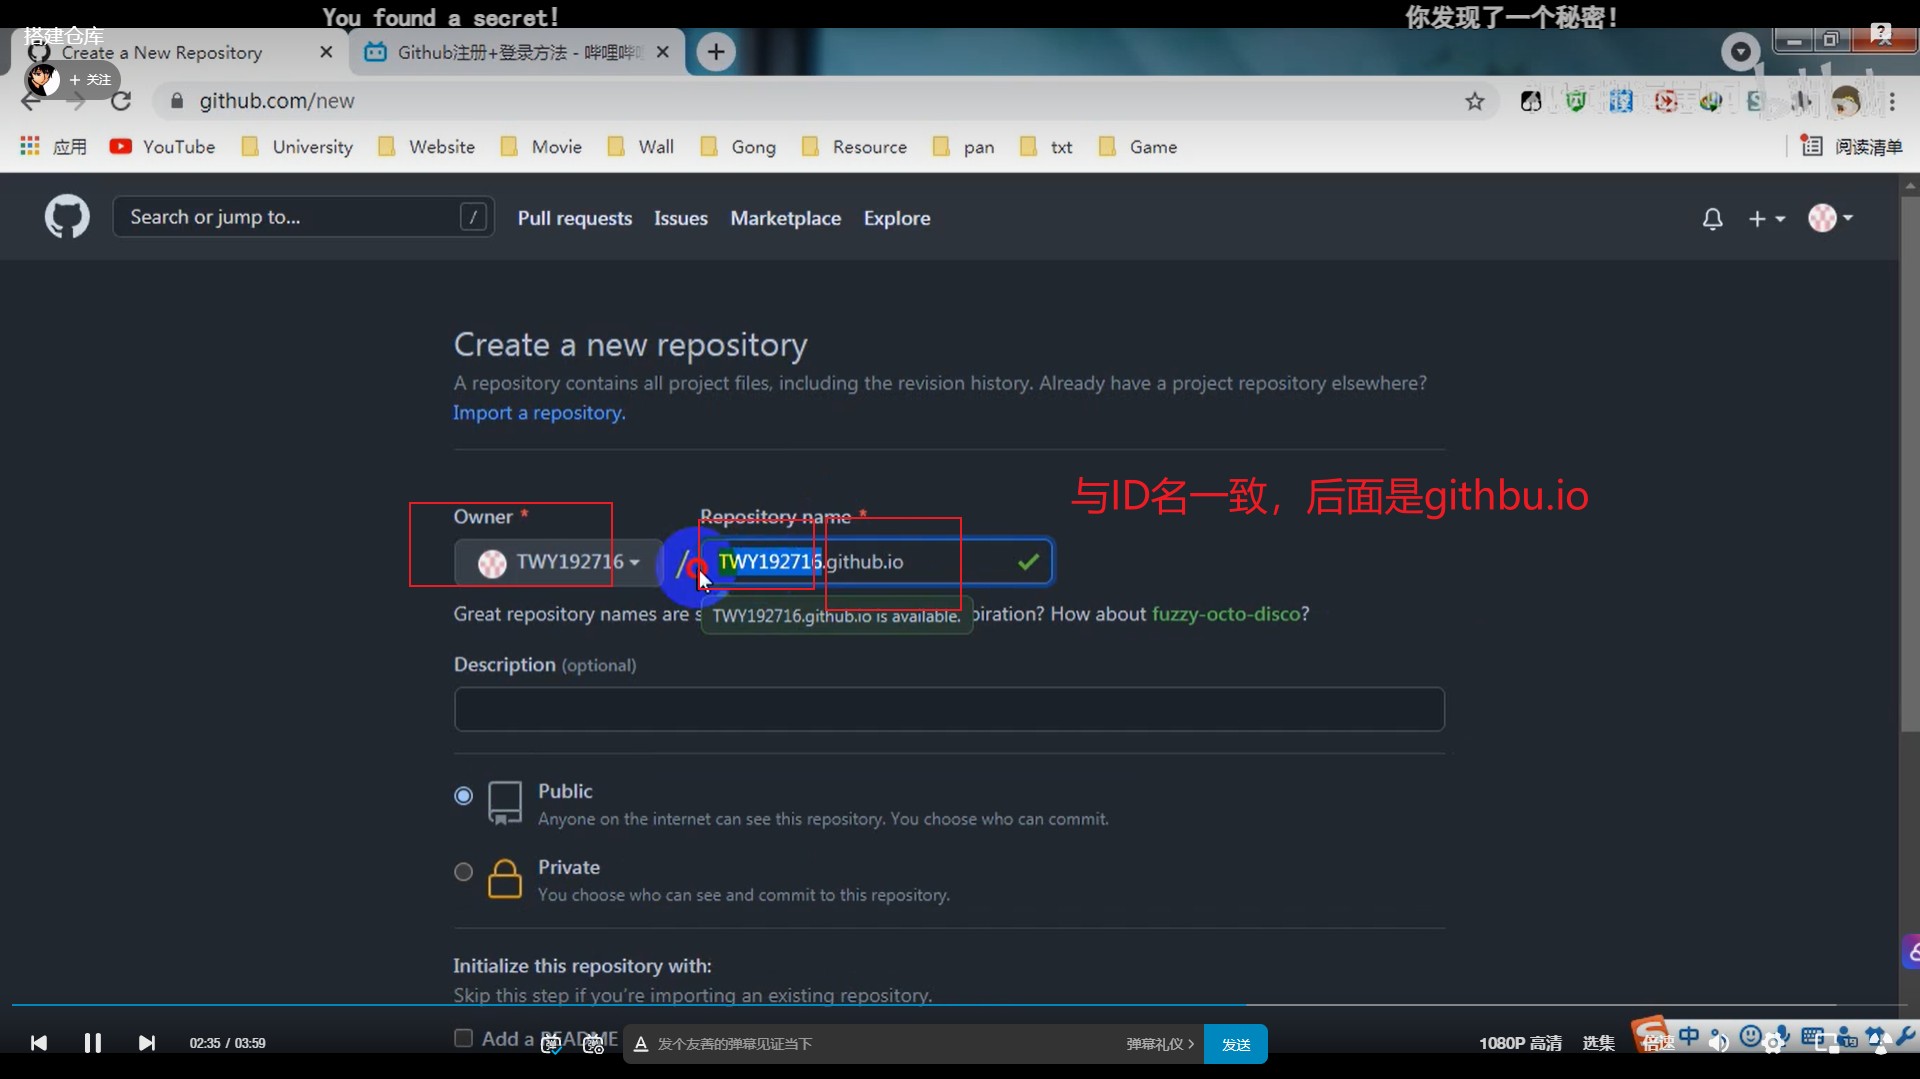 You found a secret!
你发现了一个秘密！
搭建仓库
Create a New Repository
Github注册+登录方法 - 哔哩哔哩
+ 关注
github.com/new
应用
YouTube
University
Website
Movie
Wall
Gong
Resource
pan
txt
Game
阅读清单
Search or jump to...
/
Pull requests
Issues
Marketplace
Explore
Create a new repository
A repository contains all project files, including the revision history. Already have a project repository elsewhere?
Import a repository.
与ID名一致，后面是githbu.io
Owner *
Repository name *
TWY192716
/
TWY192716.github.io
Great repository names are s
TWY192716.github.io is available.
piration? How about fuzzy-octo-disco?
Description (optional)
Public
Anyone on the internet can see this repository. You choose who can commit.
Private
You choose who can see and commit to this repository.
Initialize this repository with:
Skip this step if you're importing an existing repository.
Add a README
02:35 / 03:59
发个友善的弹幕见证当下
弹幕礼仪 >
发送
1080P 高清
选集
倍速
中